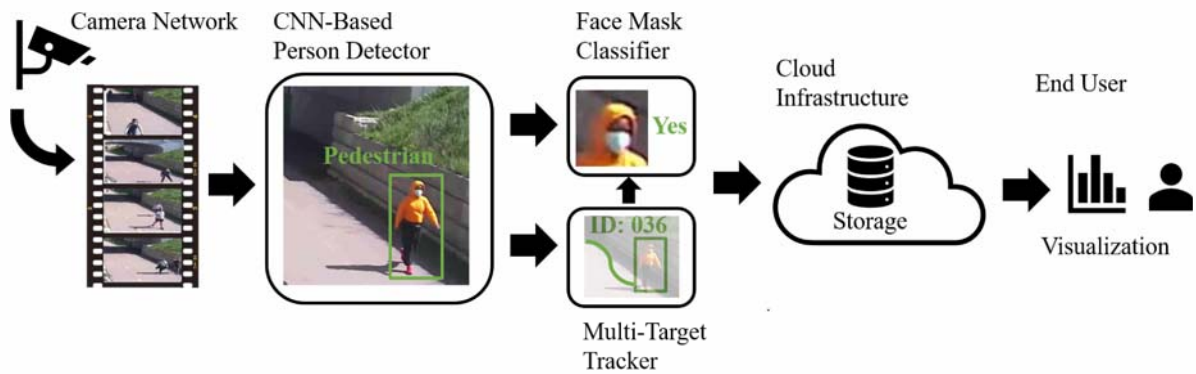 Camera Network
CNN-Based
Person Detector
Pedestrian
Face Mask
Classifier
Yes
ID: 036
Multi-Target
Tracker
Cloud
Infrastructure
Storage
End User
Visualization